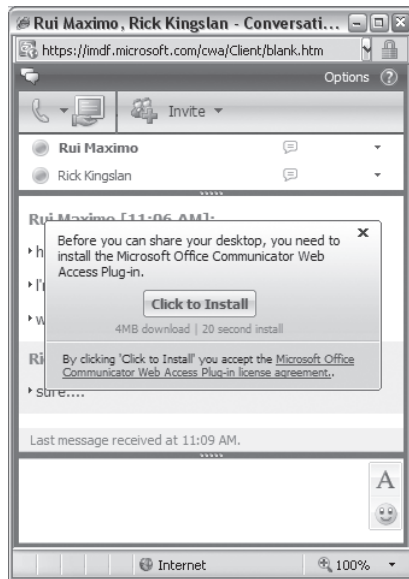 Rui Maximo, Rick Kingslan - Conversati...
https://imdf.microsoft.com/cwa/Client/blank.htm
Options
Invite
Rui Maximo
Rick Kingslan
Rui Maximo [11:06 AM]:
Before you can share your desktop, you need to
install the Microsoft Office Communicator Web
Access Plug-in.
Click to Install
4MB download | 20 second install
By clicking 'Click to Install' you accept the Microsoft Office
Communicator Web Access Plug-in license agreement..
sure....
Last message received at 11:09 AM.
A
Internet
100%